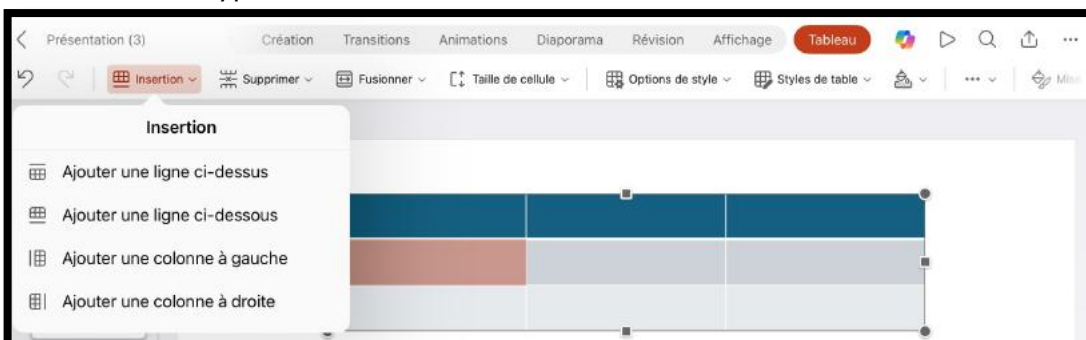 Présentation (3) Création Transitions Animations Diaporama Révision Affichage Tableau ...
Insertion Supprimer Fusionner Taille de cellule Options de style Styles de table ...
Insertion
Ajouter une ligne ci-dessus
Ajouter une ligne ci-dessous
Ajouter une colonne à gauche
Ajouter une colonne à droite